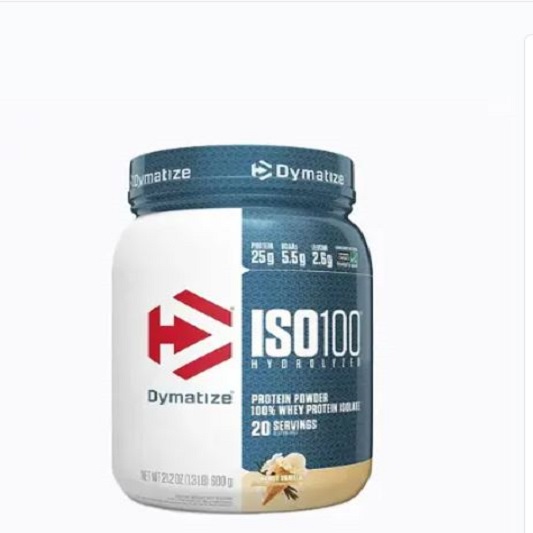 Dymatize
Dymatize
PROTEIN BCAAs LEUCINE
25g 5.5g 2.6g
ISO100
HYDROLYZED
Dymatize
PROTEIN POWDER
100% WHEY PROTEIN ISOLATE
20 SERVINGS
NET WT 21.2 OZ (1.3 LB) 600 g